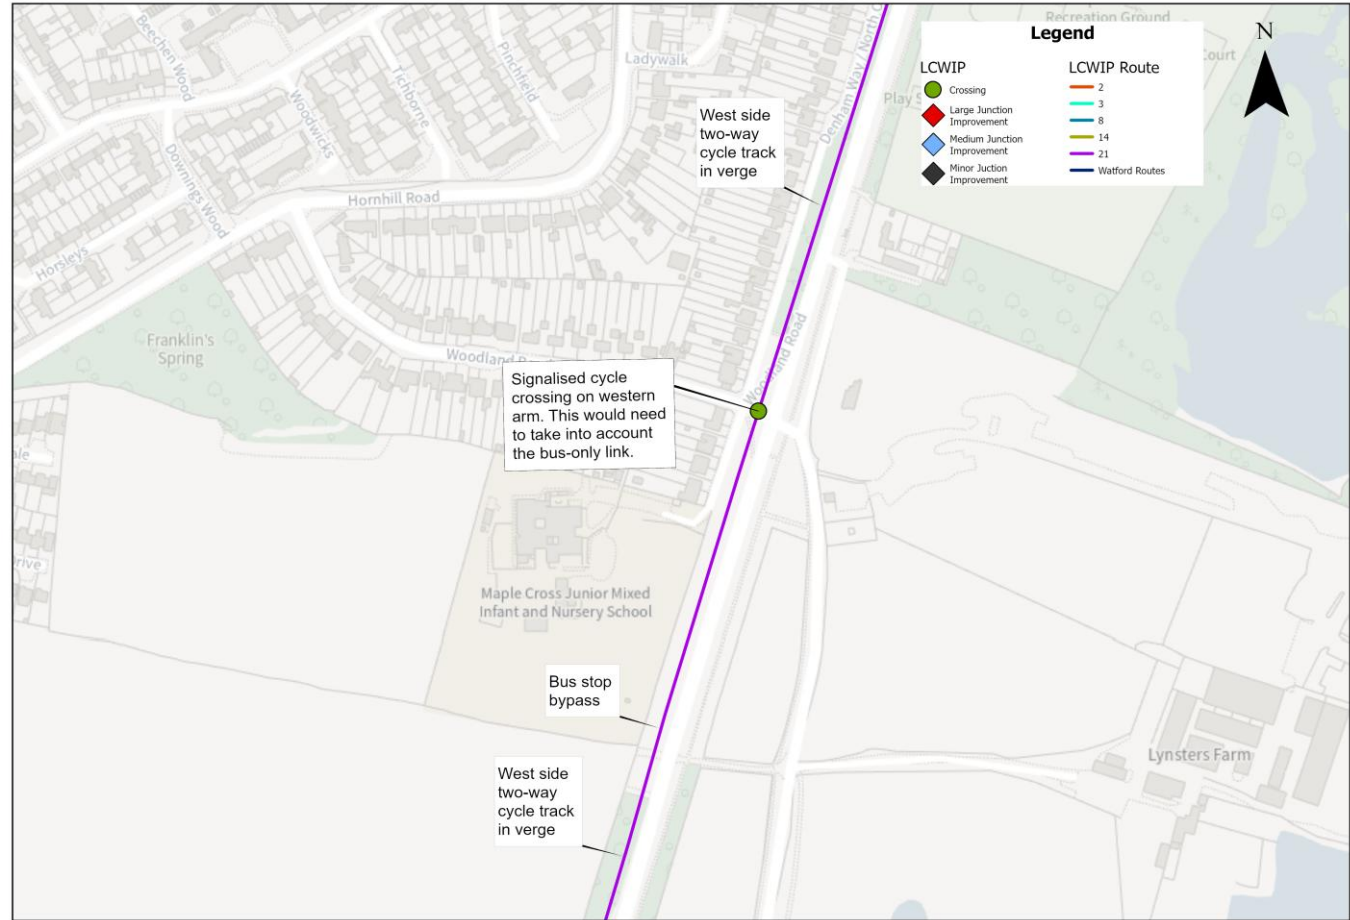 Recreation Ground
Court
Play S
Legend
LCWIP
Crossing
Large Junction
Improvement
Medium Junction
Improvement
Minor Juction
Improvement
LCWIP Route
2
3
8
14
21
Watford Routes
N
Beechen Wood
Woodwicks
Tichborne
Pinchfield
Ladywalk
Downings Wood
Hornhill Road
Horsleys
Denham Way / North O
West side
two-way
cycle track
in verge
Franklin's
Spring
Woodland R
Woodland Road
Signalised cycle
crossing on western
arm. This would need
to take into account
the bus-only link.
ale
Drive
Maple Cross Junior Mixed
Infant and Nursery School
Bus stop
bypass
Lynsters Farm
West side
two-way
cycle track
in verge